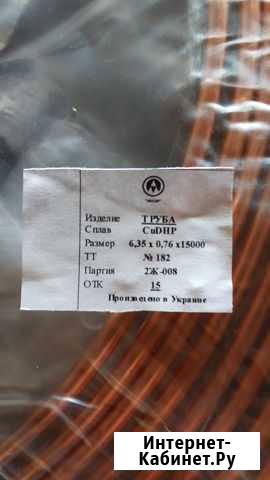 Изделие ТРУБА
Сплав CuDHP
Размер 6,35 x 0,76 x15000
ТТ № 182
Партия 2Ж-008
ОТК 15
Произведено в Украине
Интернет-
Кабинет.Ру